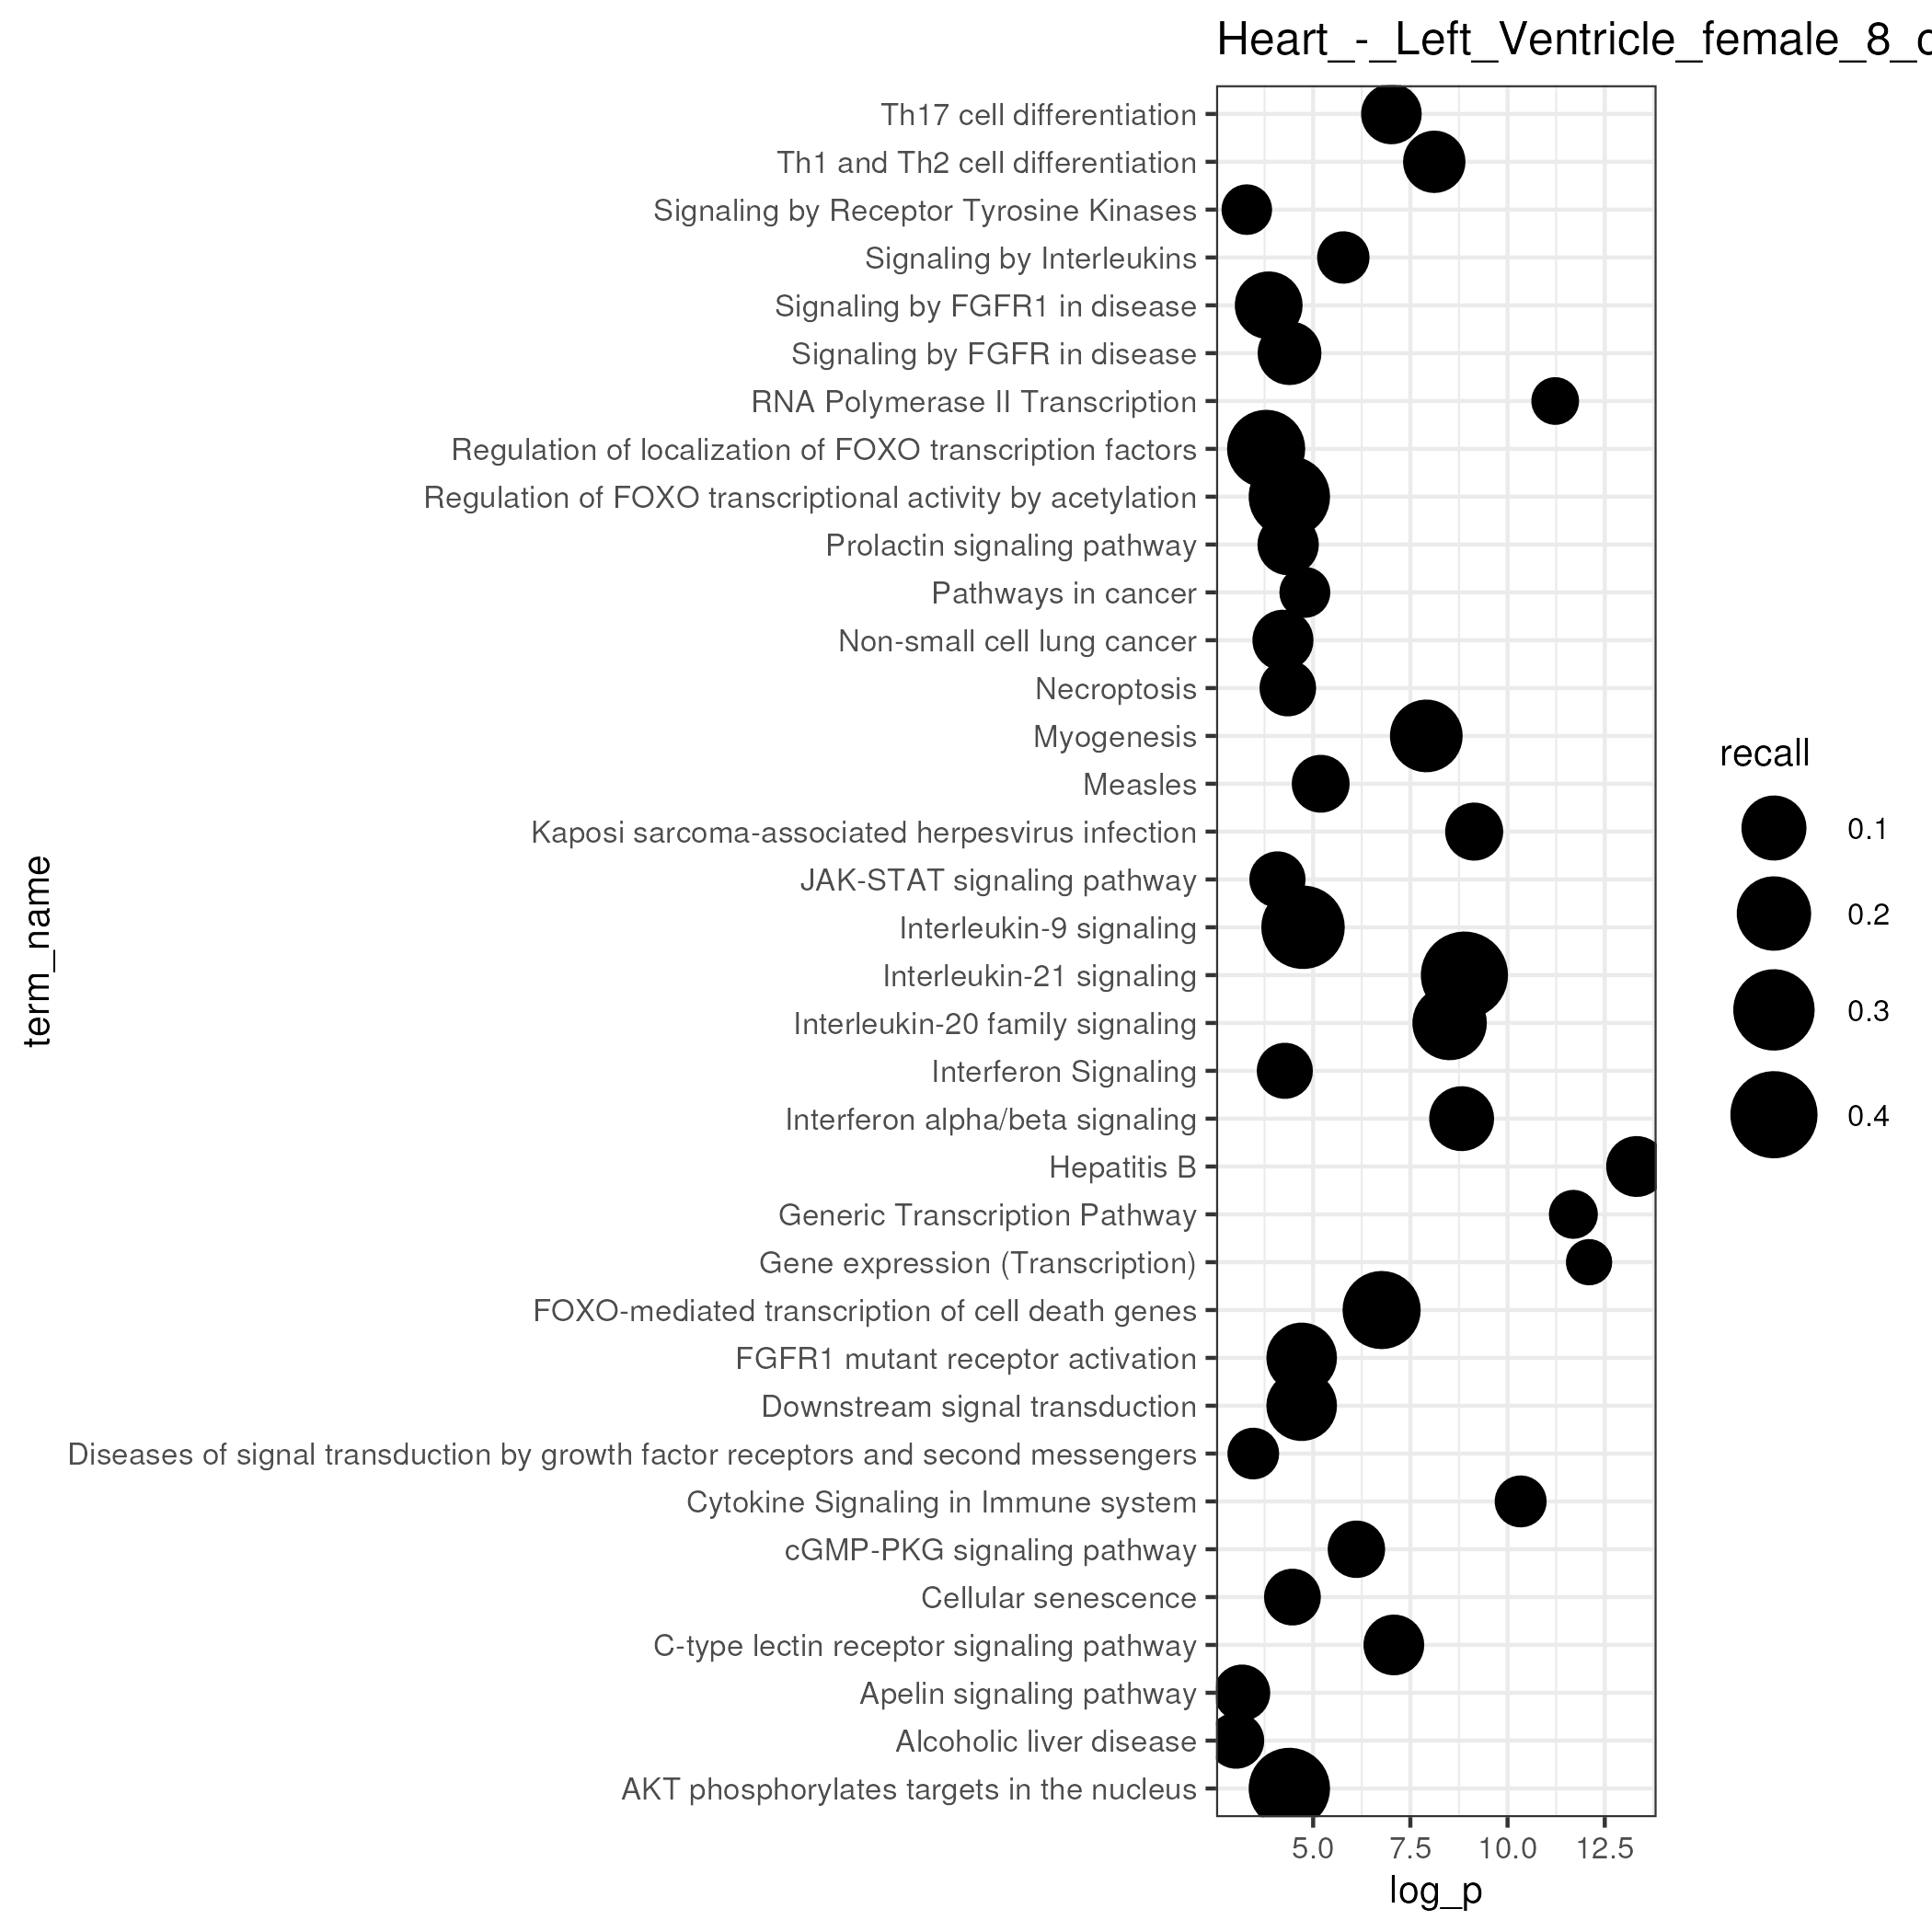 Heart_-_Left_Ventricle_female_8_
Th17 cell differentiation
Th1 and Th2 cell differentiation
Signaling by Receptor Tyrosine Kinases
Signaling by Interleukins
Signaling by FGFR1 in disease
Signaling by FGFR in disease
RNA Polymerase II Transcription
Regulation of localization of FOXO transcription factors
Regulation of FOXO transcriptional activity by acetylation
Prolactin signaling pathway
Pathways in cancer
Non-small cell lung cancer
Necroptosis
Myogenesis
Measles
Kaposi sarcoma-associated herpesvirus infection
JAK-STAT signaling pathway
Interleukin-9 signaling
Interleukin-21 signaling
Interleukin-20 family signaling
Interferon Signaling
Interferon alpha/beta signaling
Hepatitis B
Generic Transcription Pathway
Gene expression (Transcription)
FOXO-mediated transcription of cell death genes
FGFR1 mutant receptor activation
Downstream signal transduction
Diseases of signal transduction by growth factor receptors and second messengers
Cytokine Signaling in Immune system
cGMP-PKG signaling pathway
Cellular senescence
C-type lectin receptor signaling pathway
Apelin signaling pathway
Alcoholic liver disease
AKT phosphorylates targets in the nucleus
term_name
5.0 7.5 10.0 12.5
log_p
recall
0.1
0.2
0.3
0.4